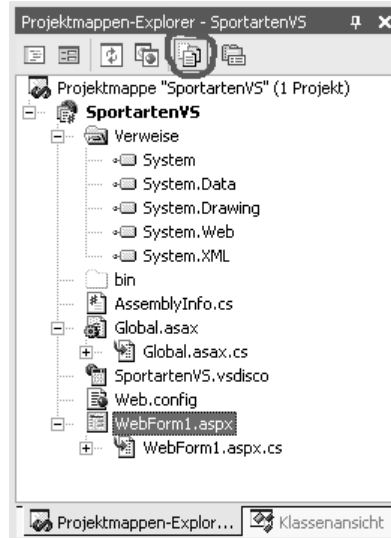 Projektmappen-Explorer - SportartenVS
Projektmappe "SportartenVS" (1 Projekt)
SportartenVS
Verweise
System
System.Data
System.Drawing
System.Web
System.XML
bin
AssemblyInfo.cs
Global.asax
Global.asax.cs
SportartenVS.vsdisco
Web.config
WebForm1.aspx
WebForm1.aspx.cs
Projektmappen-Explor... Klassenansicht